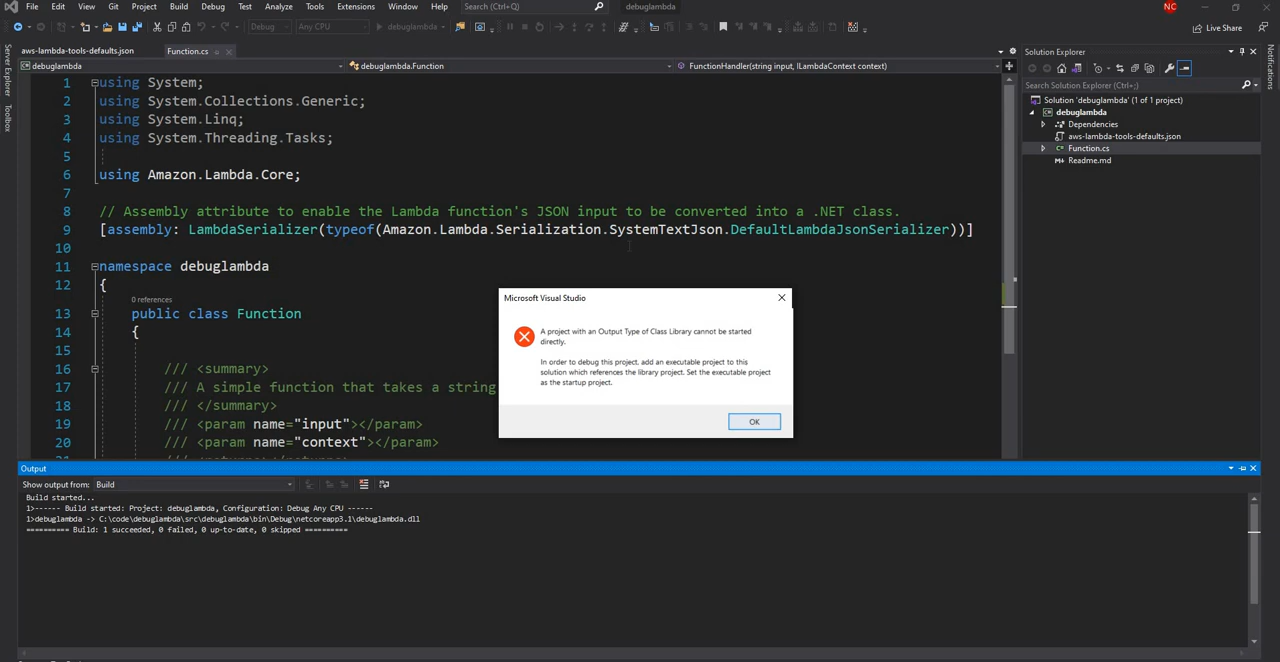 File Edit View Git Project Build Debug Test Analyze Tools Extensions Window Help Search (Ctrl+Q) debuglambda NC
Debug Any CPU debuglambda Live Share
Server Explorer
Toolbox
Notifications
aws-lambda-tools-defaults.json Function.cs
debuglambda debuglambda.Function FunctionHandler(string input, ILambdaContext context)
1 using System;
2 using System.Collections.Generic;
3 using System.Linq;
4 using System.Threading.Tasks;
5
6 using Amazon.Lambda.Core;
7
8 // Assembly attribute to enable the Lambda function's JSON input to be converted into a .NET class.
9 [assembly: LambdaSerializer(typeof(Amazon.Lambda.Serialization.SystemTextJson.DefaultLambdaJsonSerializer))]
10
11 namespace debuglambda
12 {
0 references
13 public class Function
14 {
15
16 /// <summary>
17 /// A simple function that takes a string
18 /// </summary>
19 /// <param name="input"></param>
20 /// <param name="context"></param>
Microsoft Visual Studio
A project with an Output Type of Class Library cannot be started
directly.
In order to debug this project, add an executable project to this
solution which references the library project. Set the executable project
as the startup project.
OK
Solution Explorer
Search Solution Explorer (Ctrl+;)
Solution 'debuglambda' (1 of 1 project)
debuglambda
Dependencies
aws-lambda-tools-defaults.json
C# Function.cs
Readme.md
Output
Show output from: Build
Build started...
1>------ Build started: Project: debuglambda, Configuration: Debug Any CPU ------
1>debuglambda -> C:\code\debuglambda\src\debuglambda\bin\Debug\netcoreapp3.1\debuglambda.dll
========== Build: 1 succeeded, 0 failed, 0 up-to-date, 0 skipped ==========